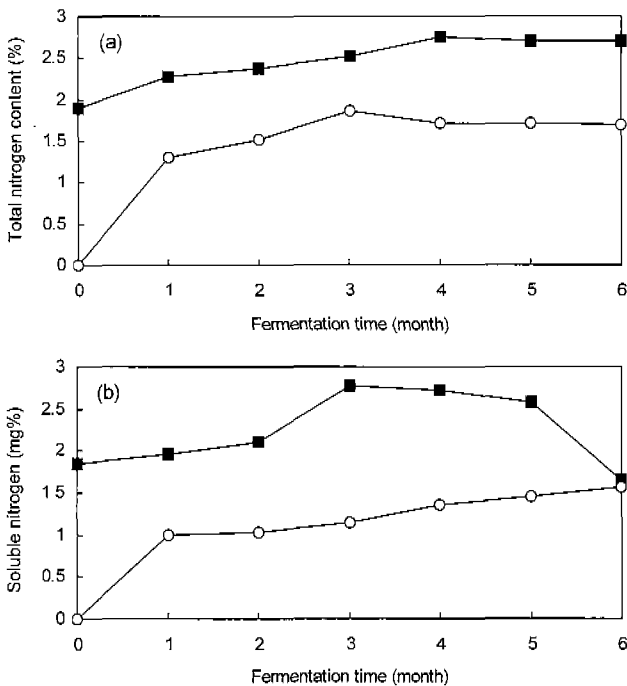 3
(a)
2.5
2
1.5
1
0.5
0
Total nitrogen content (%)
0 1 2 3 4 5 6
Fermentation time (month)
3
(b)
2.5
2
1.5
1
0.5
0
Soluble nitrogen (mg%)
0 1 2 3 4 5 6
Fermentation time (month)